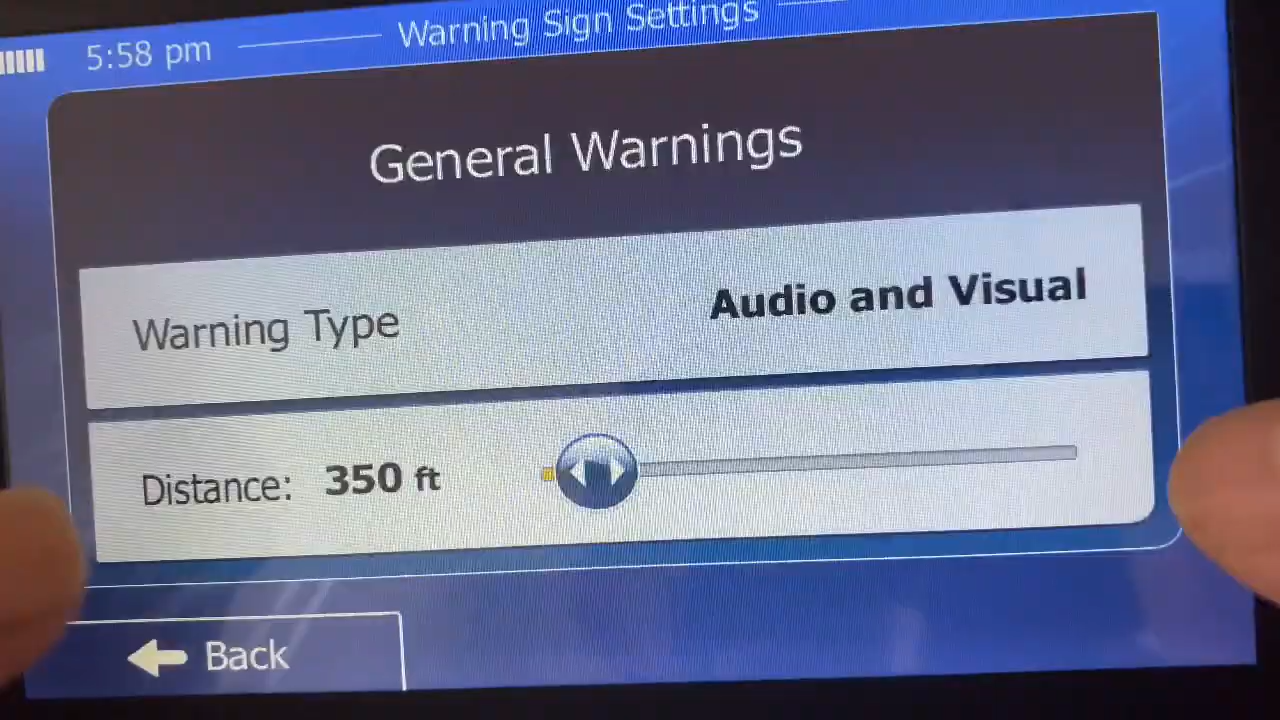 5:58 pm
Warning Sign Settings
General Warnings
Warning Type
Audio and Visual
Distance: 350 ft
Back